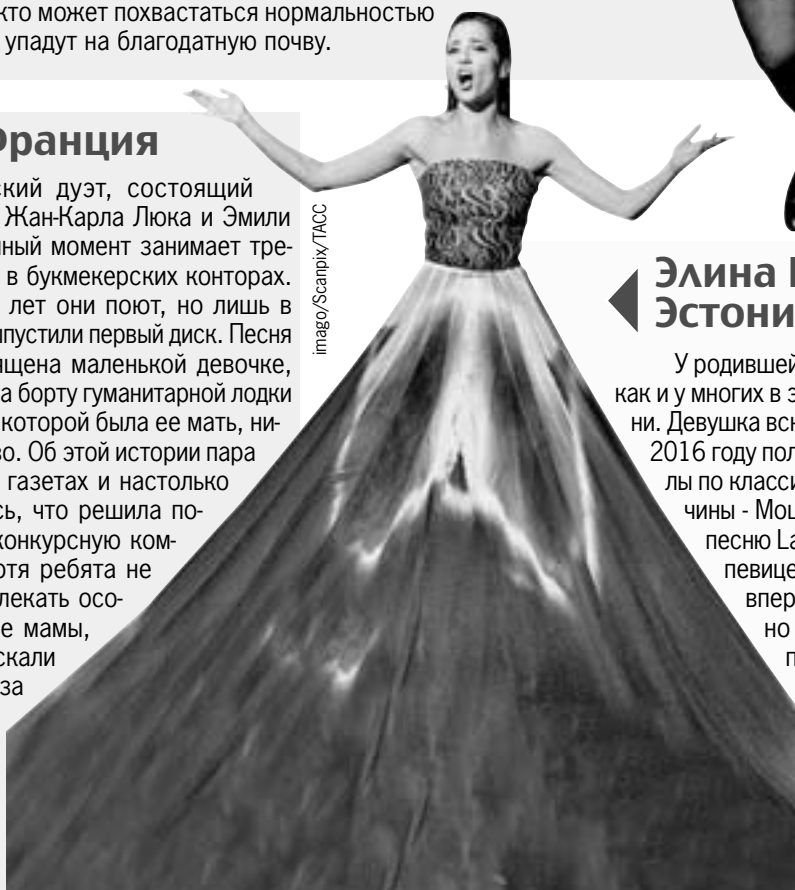 кто может похвастаться нормальностью
упадут на благодатную почву.
Франция
ский дуэт, состоящий
Жан-Карла Люка и Эмили
ный момент занимает тре-
в букмекерских конторах.
лет они поют, но лишь в
пустили первый диск. Песня
ящена маленькой девочке,
а борту гуманитарной лодки
которой была ее мать, ни-
во. Об этой истории пара
газетах и настолько
сь, что решила по-
конкурсную ком-
отя ребята не
лекать осо-
е мамы,
скали
за
imago/Scanpix/ТАСС
Элина
Эстони
У родившей
как и у многих в з
ни. Девушка вск
2016 году пол
лы по класси
чины - Моц
песню La
певице
впер
но
п